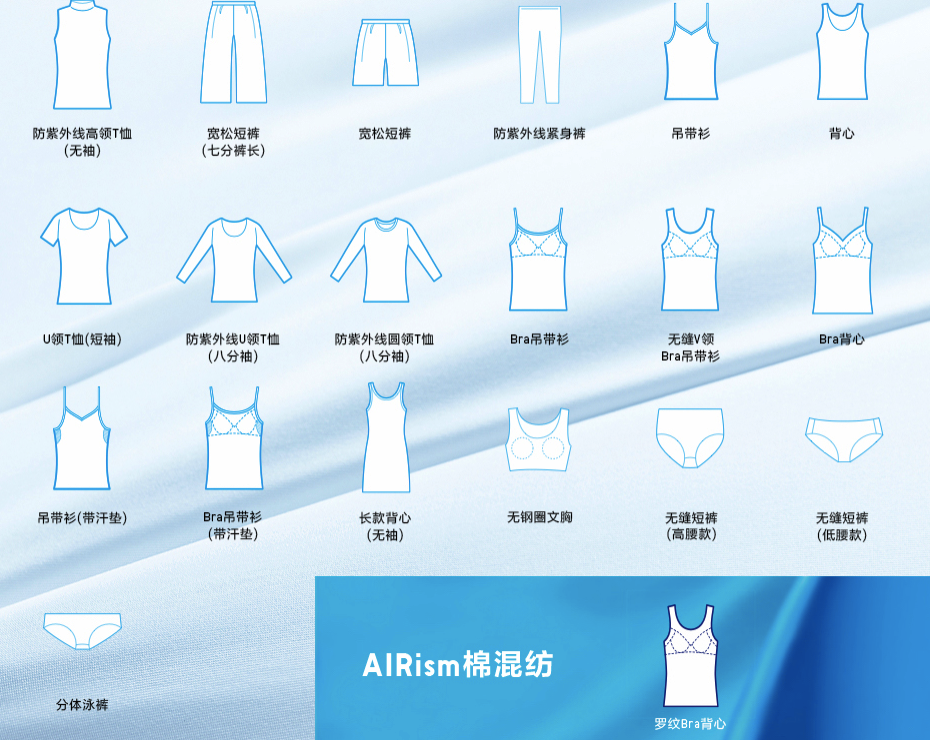 防紫外线高领T恤
(无袖)
宽松短裤
(七分裤长)
宽松短裤
防紫外线紧身裤
吊带衫
背心
U领T恤(短袖)
防紫外线U领T恤
(八分袖)
防紫外线圆领T恤
(八分袖)
Bra吊带衫
无缝V领
Bra吊带衫
Bra背心
吊带衫(带汗垫)
Bra吊带衫
(带汗垫)
长款背心
(无袖)
无钢圈文胸
无缝短裤
(高腰款)
无缝短裤
(低腰款)
分体泳裤
AIRism棉混纺
罗纹Bra背心